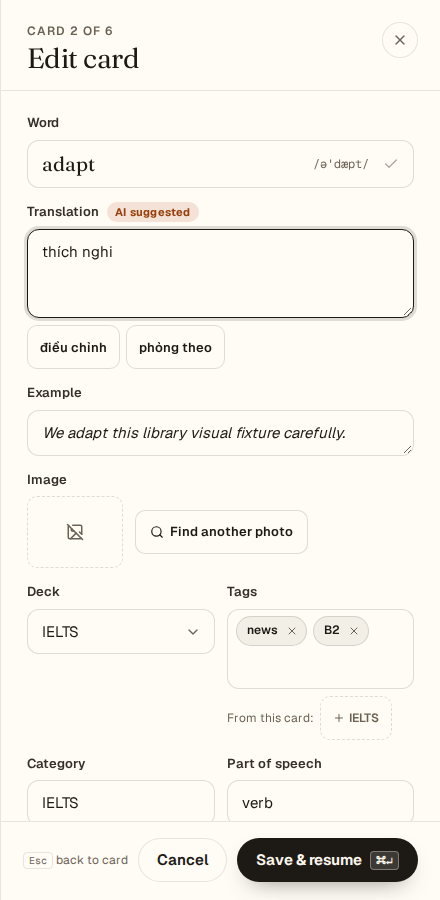 CARD 2 OF 6
Edit card
Word
adapt /ə'dæpt/
Translation AI suggested
thích nghi
điều chỉnh phỏng theo
Example
We adapt this library visual fixture carefully.
Image
Find another photo
Deck Tags
IELTS
news × B2 ×
From this card: + IELTS
Category Part of speech
IELTS verb
Esc back to card Cancel Save & resume ⌘↵